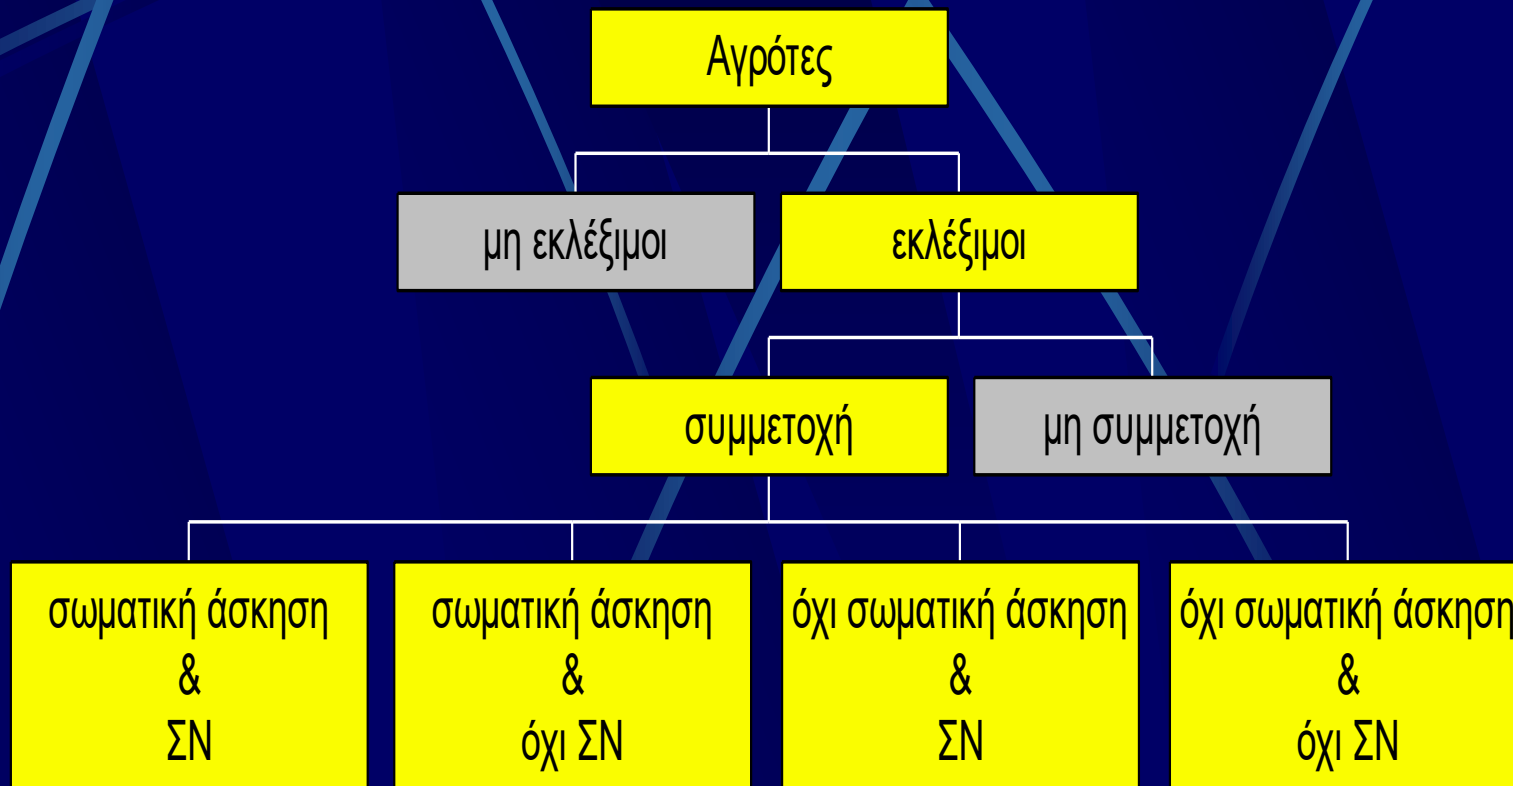 Αγρότες
μη εκλέξιμοι
εκλέξιμοι
συμμετοχή
μη συμμετοχή
σωματική άσκηση
&
ΣΝ
σωματική άσκηση
&
όχι ΣΝ
όχι σωματική άσκηση
&
ΣΝ
όχι σωματική άσκηση
&
όχι ΣΝ